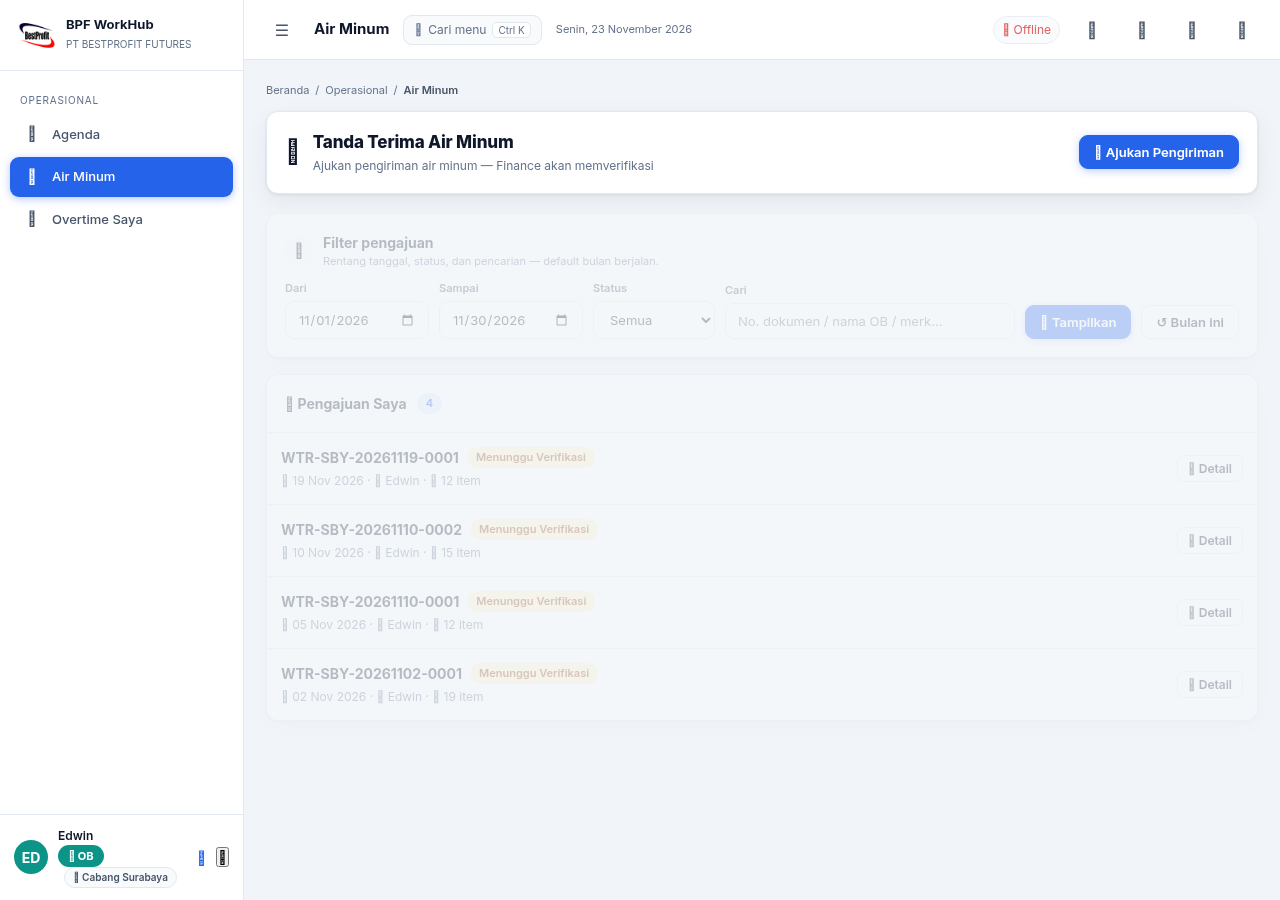 BestProfit
BPF WorkHub
PT BESTPROFIT FUTURES
OPERASIONAL
Agenda
Air Minum
Overtime Saya
Edwin
ED
OB
Cabang Surabaya
☰ Air Minum Cari menu Ctrl K Senin, 23 November 2026 Offline
Beranda / Operasional / Air Minum
Tanda Terima Air Minum
Ajukan pengiriman air minum — Finance akan memverifikasi
Ajukan Pengiriman
Filter pengajuan
Rentang tanggal, status, dan pencarian — default bulan berjalan.
Dari Sampai Status Cari
11/01/2026 11/30/2026 Semua No. dokumen / nama OB / merk... Tampilkan ↺ Bulan ini
Pengajuan Saya 4
WTR-SBY-20261119-0001 Menunggu Verifikasi
19 Nov 2026 · Edwin · 12 item
Detail
WTR-SBY-20261110-0002 Menunggu Verifikasi
10 Nov 2026 · Edwin · 15 item
Detail
WTR-SBY-20261110-0001 Menunggu Verifikasi
05 Nov 2026 · Edwin · 12 item
Detail
WTR-SBY-20261102-0001 Menunggu Verifikasi
02 Nov 2026 · Edwin · 19 item
Detail